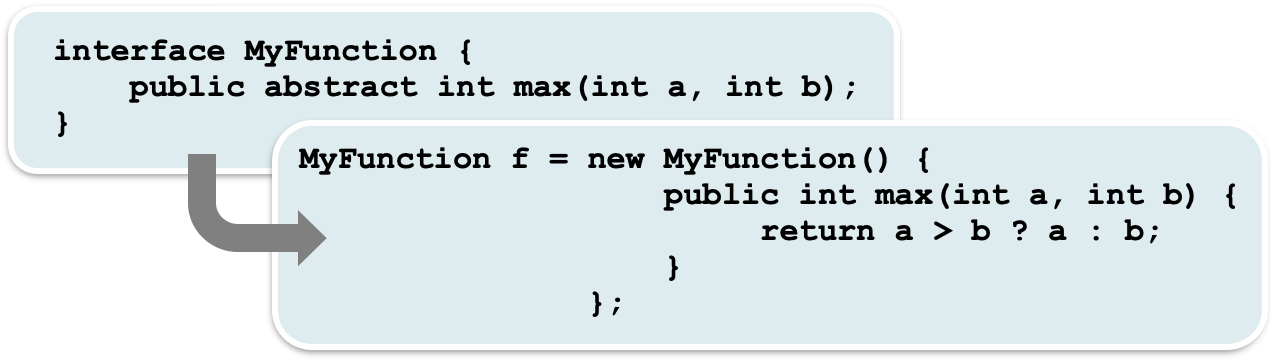 interface MyFunction {
    public abstract int max(int a, int b);
}
MyFunction f = new MyFunction() {
                   public int max(int a, int b) {
                        return a > b ? a : b;
                   }
               };